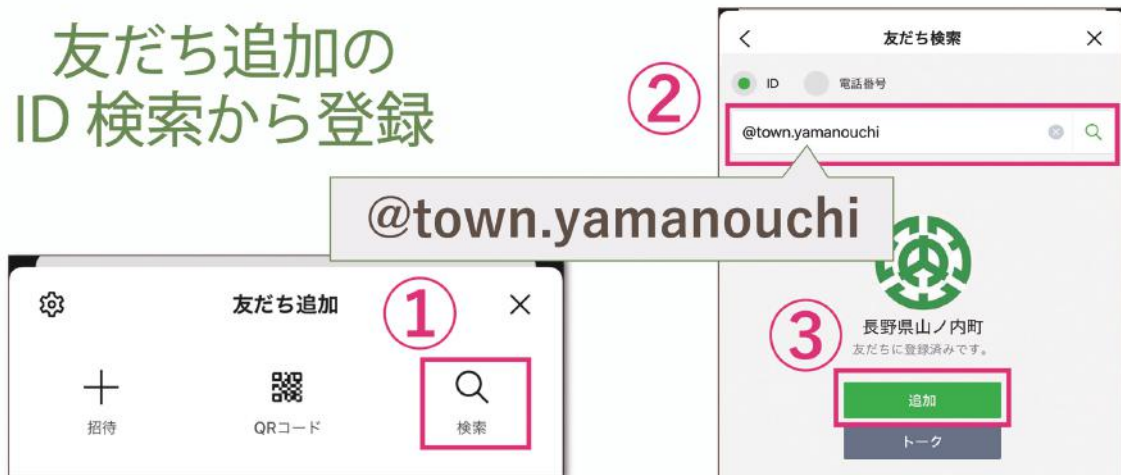 友だち追加の
ID 検索から登録
①
友だち追加
招待
QRコード
検索
②
友だち検索
ID
電話番号
@town.yamanouchi
@town.yamanouchi
長野県山ノ内町
友だちに登録済みです。
③
追加
トーク